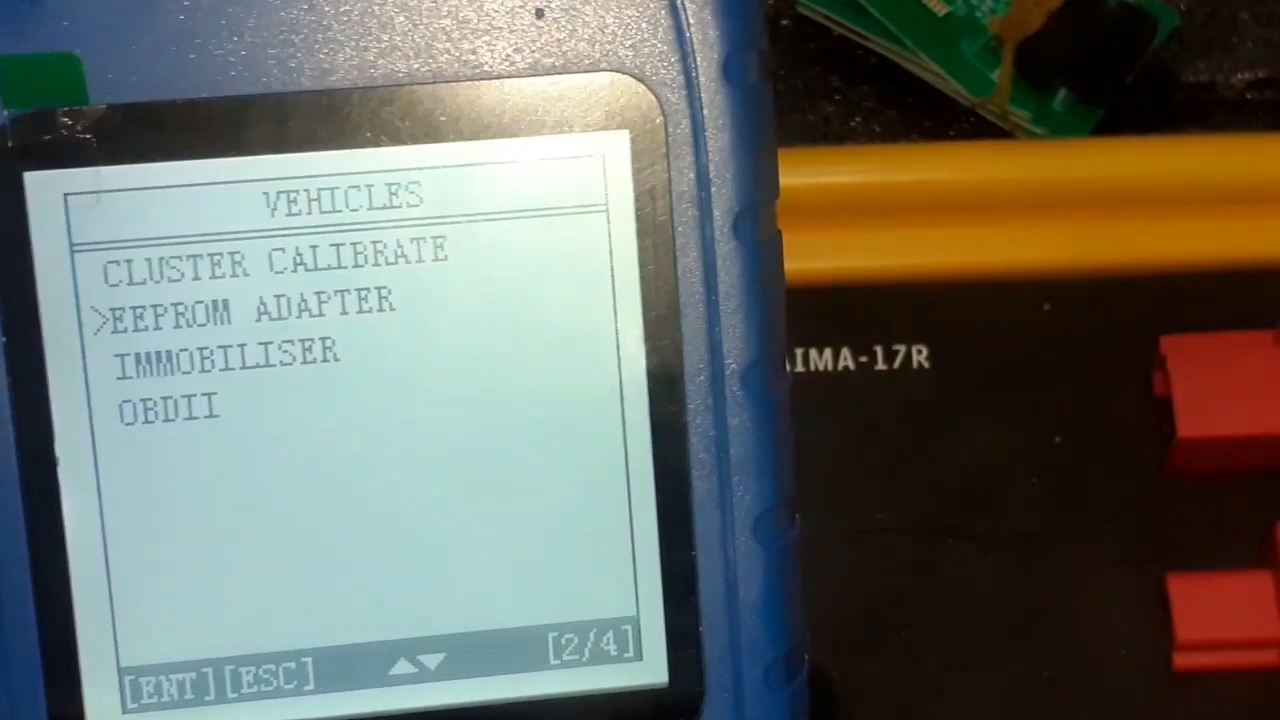 VEHICLES
CLUSTER CALIBRATE
>EEPROM ADAPTER
IMMOBILISER
OBDII
[ENT][ESC] ▲▼ [2/4]
IMA-17R